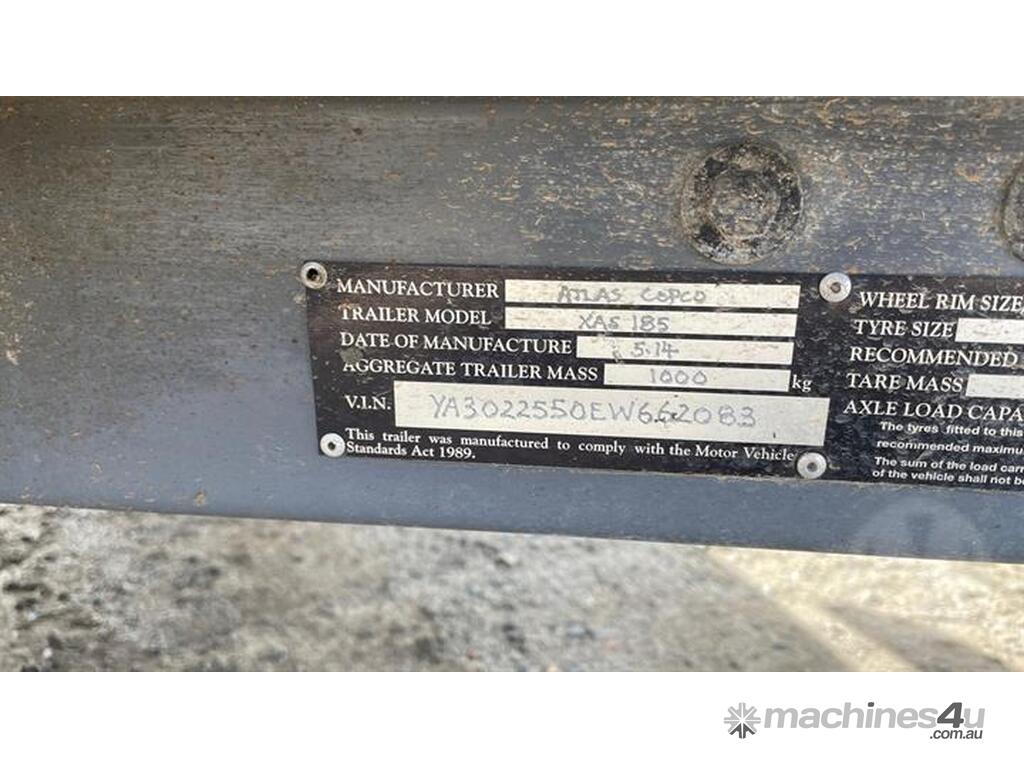 MANUFACTURER ATLAS COPCO
TRAILER MODEL XAS 185
DATE OF MANUFACTURE 5.14
AGGREGATE TRAILER MASS 1000 kg
V.I.N. YA3022550EW662083
This trailer was manufactured to comply with the Motor Vehicle
Standards Act 1989.
WHEEL RIM SIZE
TYRE SIZE
RECOMMENDED
TARE MASS
AXLE LOAD CAPA
The tyres fitted to this
recommended maximu
The sum of the load carr
of the vehicle shall not be
machines4u
.com.au